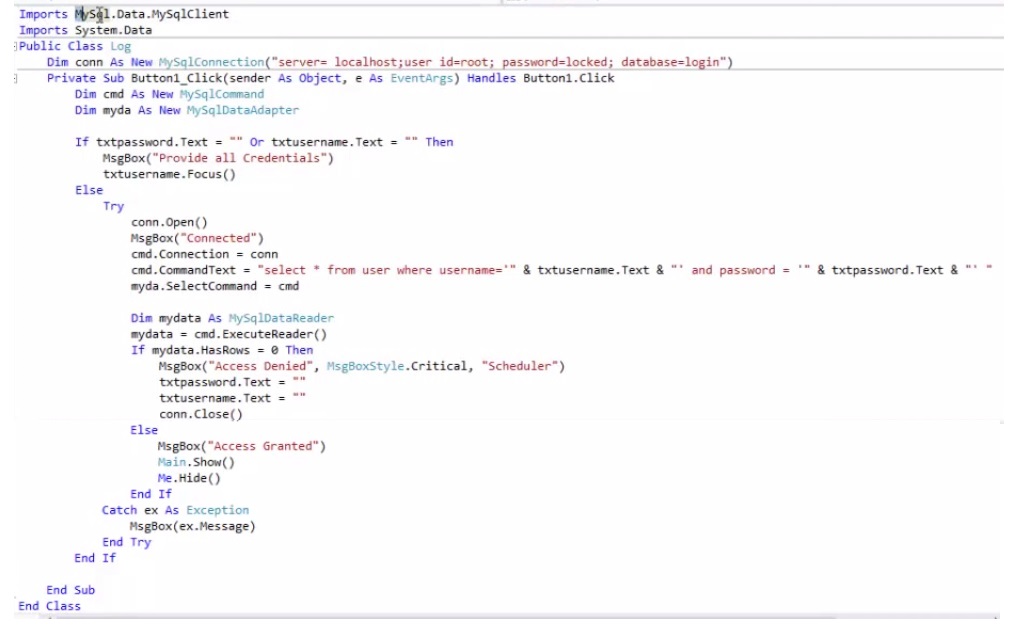 Imports MySql.Data.MySqlClient
Imports System.Data
Public Class Log
Dim conn As New MySqlConnection("server= localhost;user id=root; password=locked; database=login")
Private Sub Button1_Click(sender As Object, e As EventArgs) Handles Button1.Click
Dim cmd As New MySqlCommand
Dim myda As New MySqlDataAdapter
If txtpassword.Text = "" Or txtusername.Text = "" Then
MsgBox("Provide all Credentials")
txtusername.Focus()
Else
Try
conn.Open()
MsgBox("Connected")
cmd.Connection = conn
cmd.CommandText = "select * from user where username='" & txtusername.Text & "' and password = '" & txtpassword.Text & "' "
myda.SelectCommand = cmd
Dim mydata As MySqlDataReader
mydata = cmd.ExecuteReader()
If mydata.HasRows = 0 Then
MsgBox("Access Denied", MsgBoxStyle.Critical, "Scheduler")
txtpassword.Text = ""
txtusername.Text = ""
conn.Close()
Else
MsgBox("Access Granted")
Main.Show()
Me.Hide()
End If
Catch ex As Exception
MsgBox(ex.Message)
End Try
End If
End Sub
End Class